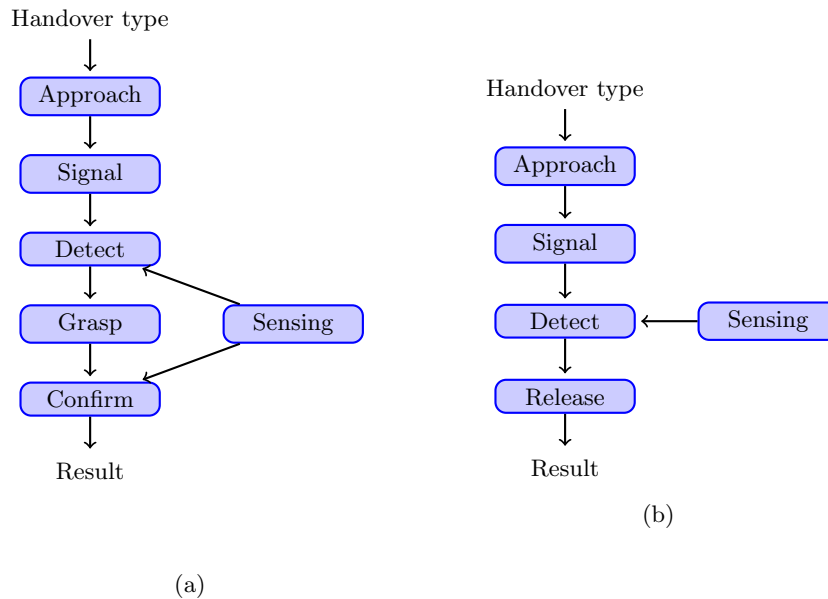 Handover type
Approach
Signal
Detect
Grasp
Sensing
Confirm
Result
(a)
Handover type
Approach
Signal
Detect
Sensing
Release
Result
(b)